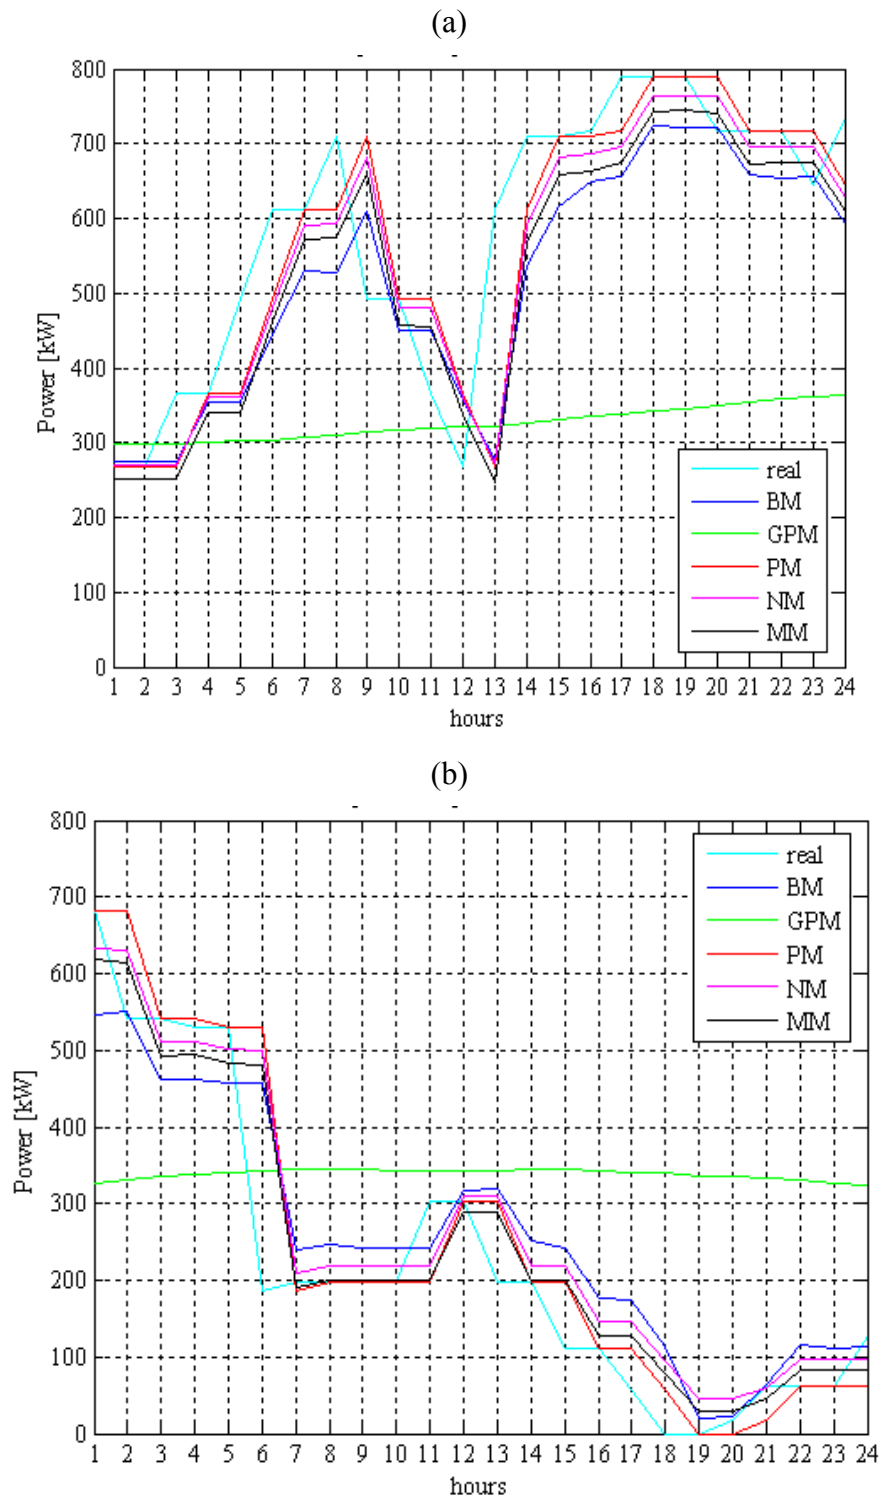 (a)
800
700
600
500
400
300
200
100
0
Power [kW]
real
BM
GPM
PM
NM
MM
1 2 3 4 5 6 7 8 9 10 11 12 13 14 15 16 17 18 19 20 21 22 23 24
hours
(b)
800
700
600
500
400
300
200
100
0
Power [kW]
real
BM
GPM
PM
NM
MM
1 2 3 4 5 6 7 8 9 10 11 12 13 14 15 16 17 18 19 20 21 22 23 24
hours